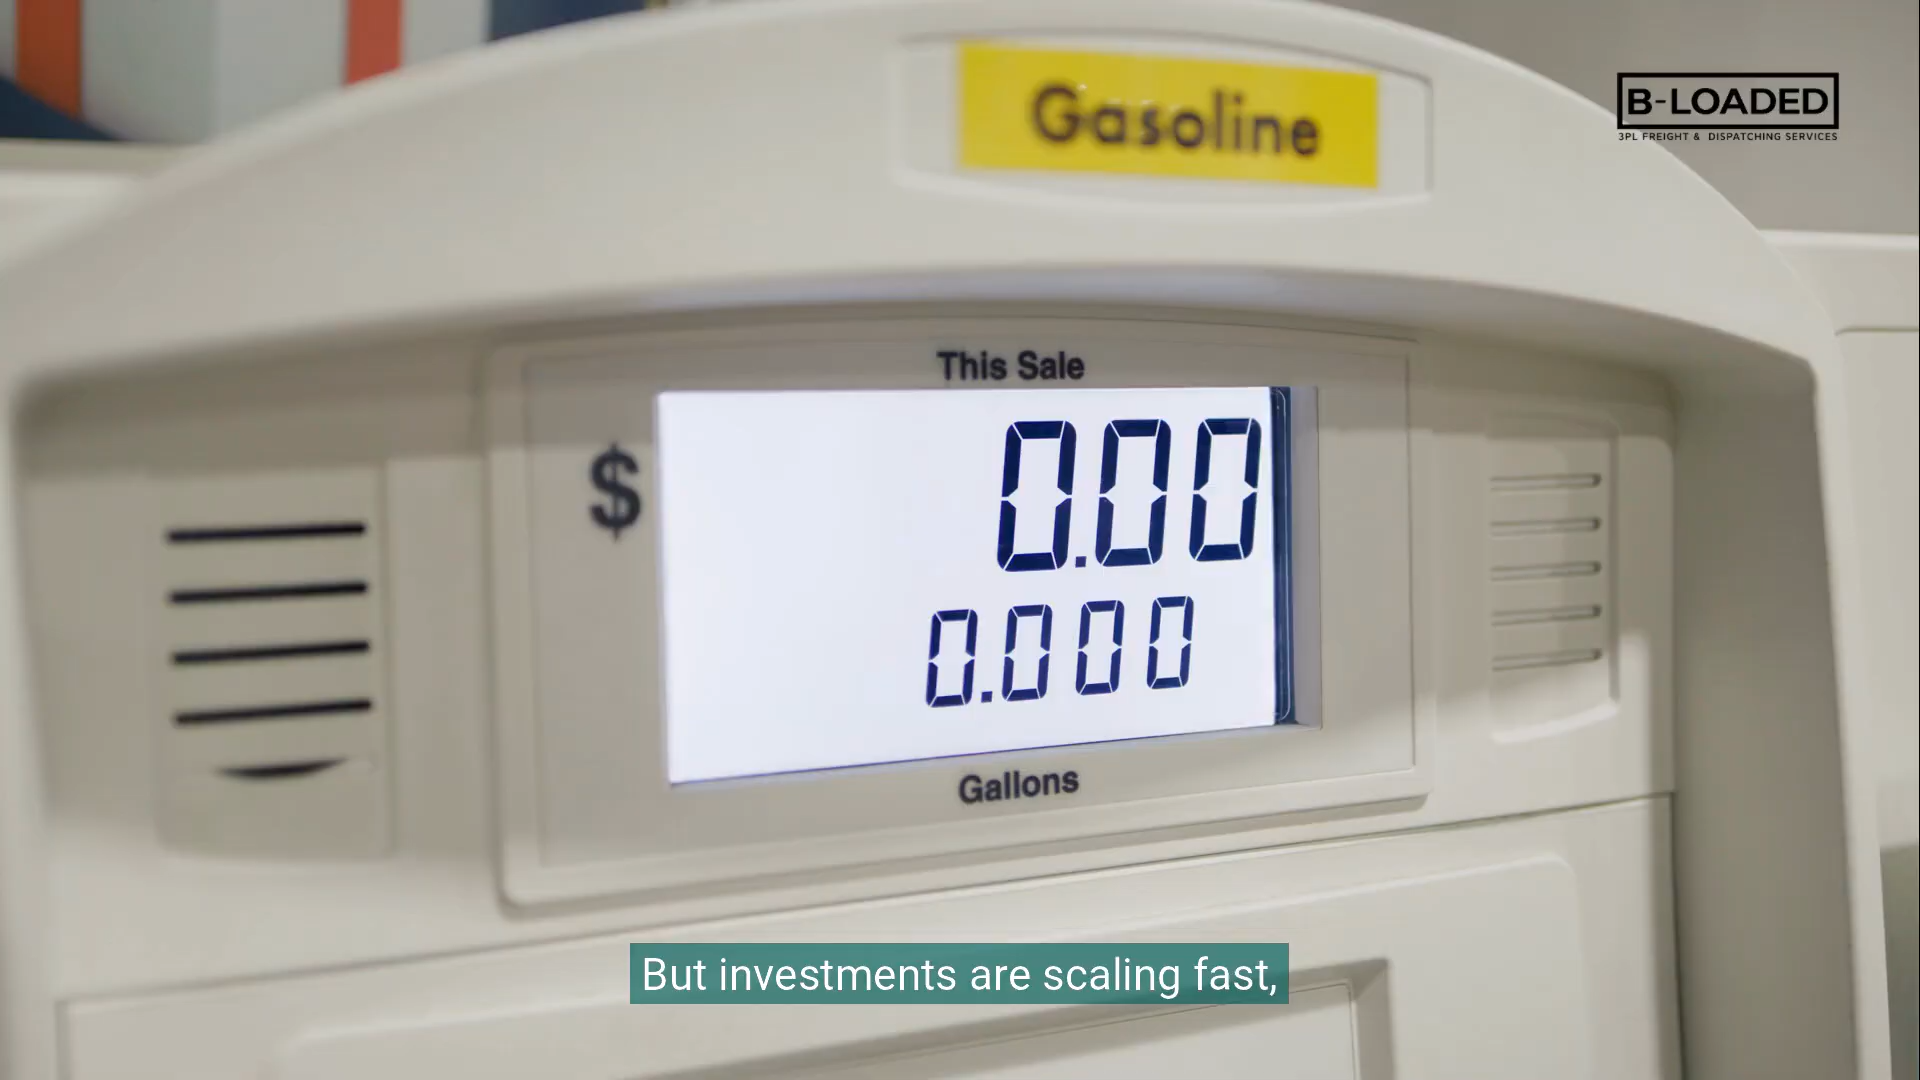 Gasoline
B-LOADED
3PL FREIGHT & DISPATCHING SERVICES
This Sale
$
0.00
0.000
Gallons
But investments are scaling fast,